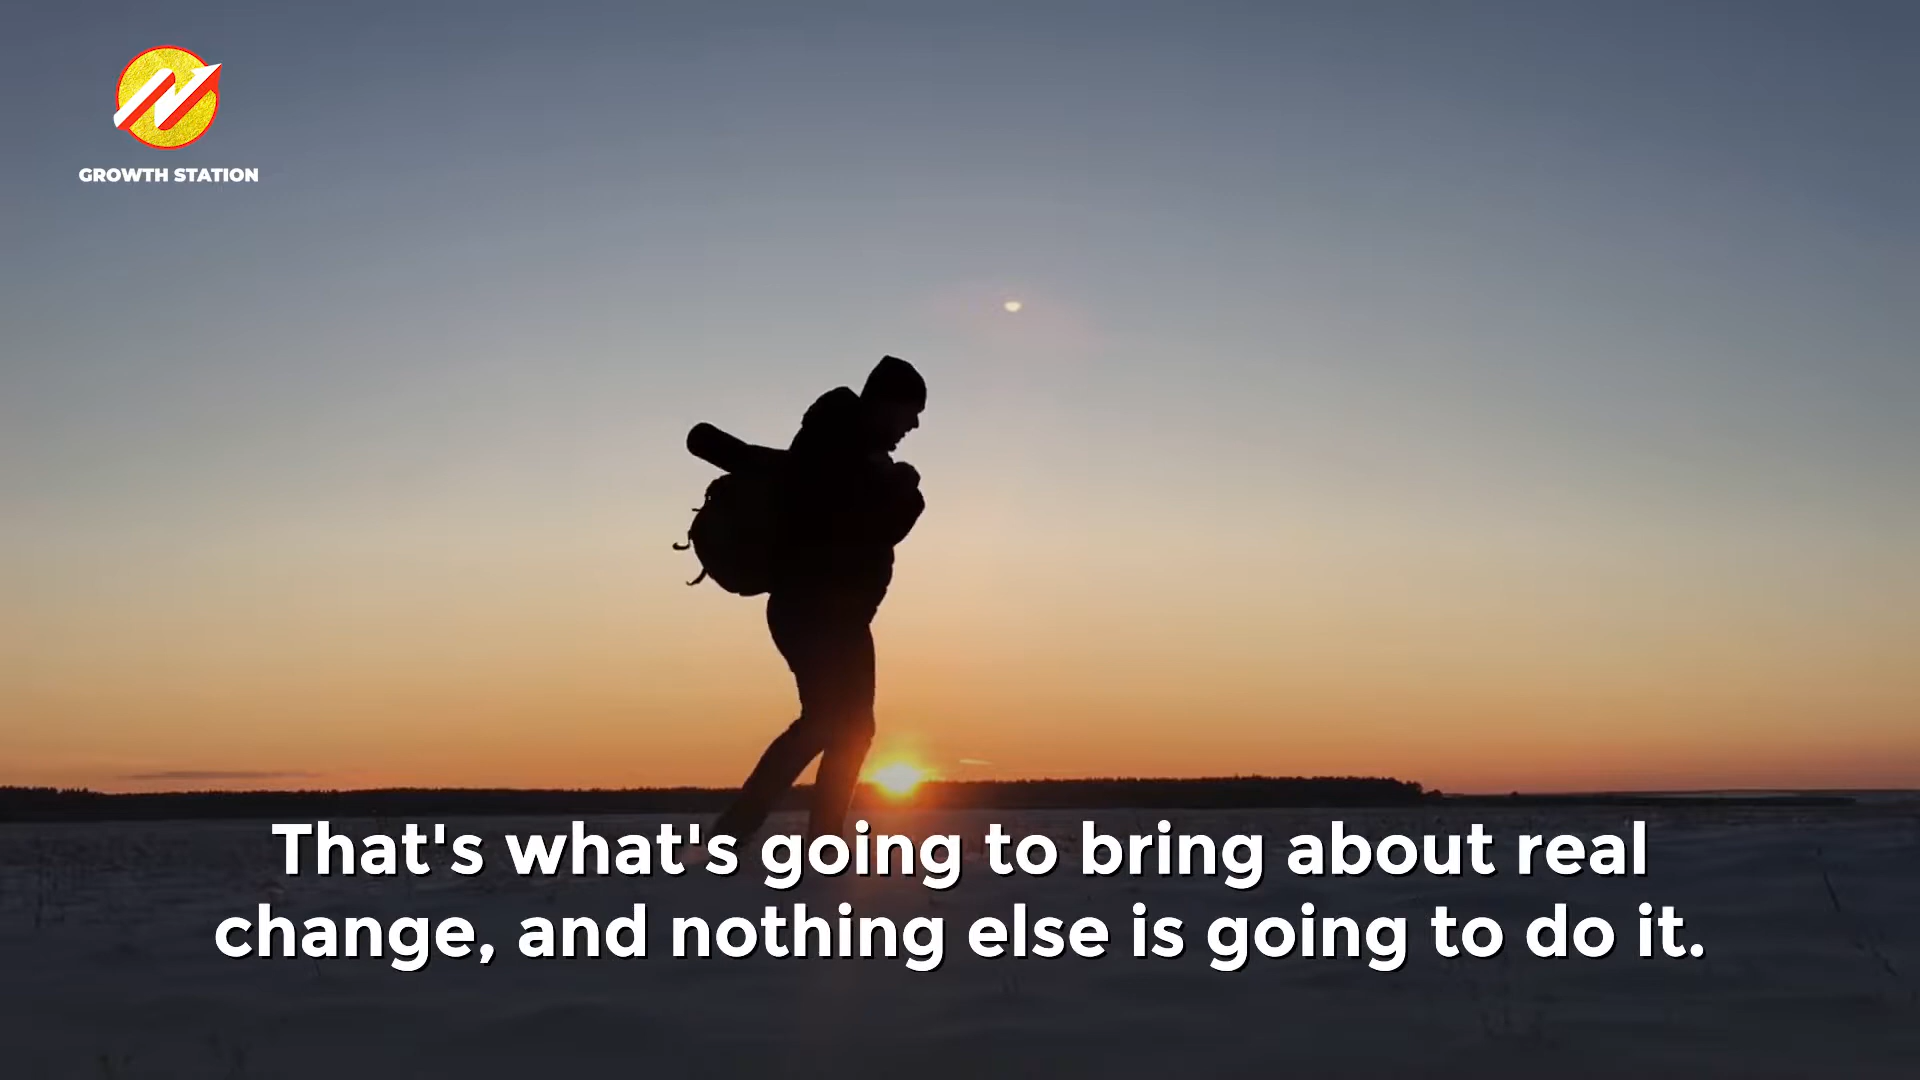 GROWTH STATION
That's what's going to bring about real
change, and nothing else is going to do it.